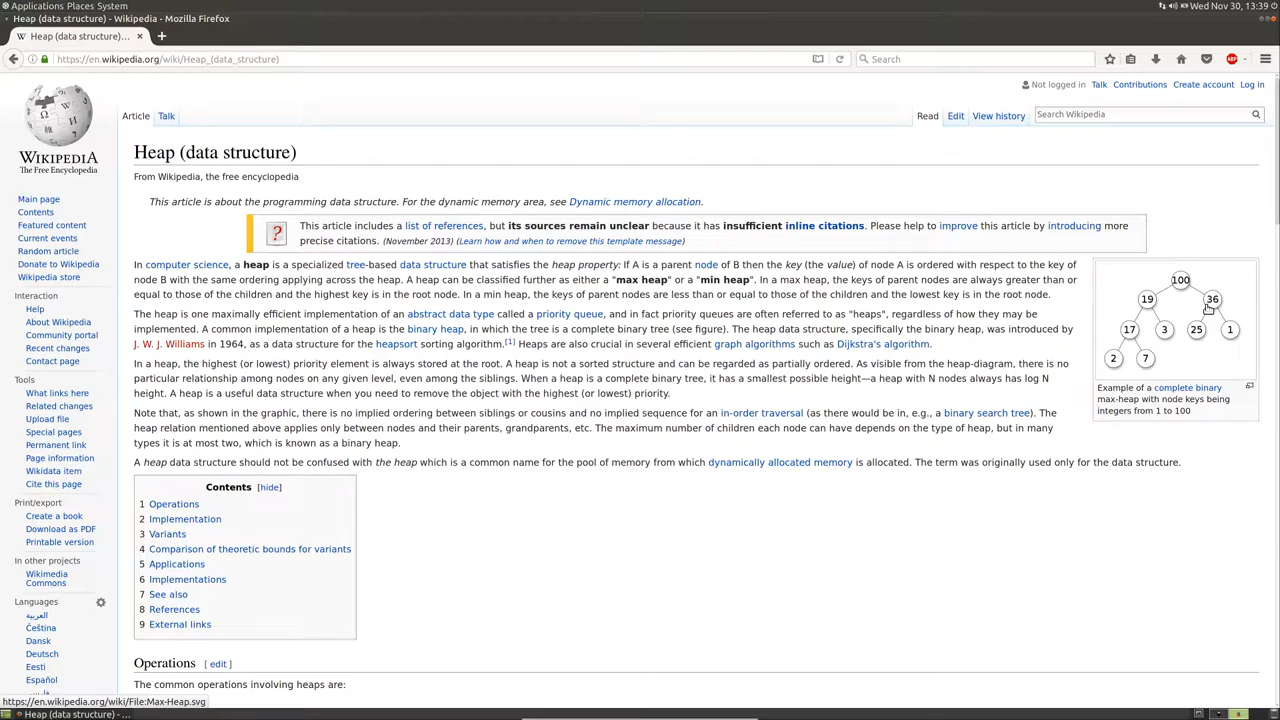 Applications Places System
Wed Nov 30, 13:39
Heap (data structure) - Wikipedia - Mozilla Firefox
Heap (data structure)...
https://en.wikipedia.org/wiki/Heap_(data_structure)
Search
ABP
Not logged in Talk Contributions Create account Log in
Article Talk
Read Edit View history
Search Wikipedia
WIKIPEDIA
The Free Encyclopedia
Main page
Contents
Featured content
Current events
Random article
Donate to Wikipedia
Wikipedia store
Interaction
Help
About Wikipedia
Community portal
Recent changes
Contact page
Tools
What links here
Related changes
Upload file
Special pages
Permanent link
Page information
Wikidata item
Cite this page
Print/export
Create a book
Download as PDF
Printable version
In other projects
Wikimedia
Commons
Languages
العربية
Čeština
Dansk
Deutsch
Eesti
Español
Heap (data structure)
From Wikipedia, the free encyclopedia
This article is about the programming data structure. For the dynamic memory area, see Dynamic memory allocation.
This article includes a list of references, but its sources remain unclear because it has insufficient inline citations. Please help to improve this article by introducing more
precise citations. (November 2013) (Learn how and when to remove this template message)
In computer science, a heap is a specialized tree-based data structure that satisfies the heap property: If A is a parent node of B then the key (the value) of node A is ordered with respect to the key of
node B with the same ordering applying across the heap. A heap can be classified further as either a "max heap" or a "min heap". In a max heap, the keys of parent nodes are always greater than or
equal to those of the children and the highest key is in the root node. In a min heap, the keys of parent nodes are less than or equal to those of the children and the lowest key is in the root node.
The heap is one maximally efficient implementation of an abstract data type called a priority queue, and in fact priority queues are often referred to as "heaps", regardless of how they may be
implemented. A common implementation of a heap is the binary heap, in which the tree is a complete binary tree (see figure). The heap data structure, specifically the binary heap, was introduced by
J. W. J. Williams in 1964, as a data structure for the heapsort sorting algorithm.[1] Heaps are also crucial in several efficient graph algorithms such as Dijkstra's algorithm.
In a heap, the highest (or lowest) priority element is always stored at the root. A heap is not a sorted structure and can be regarded as partially ordered. As visible from the heap-diagram, there is no
particular relationship among nodes on any given level, even among the siblings. When a heap is a complete binary tree, it has a smallest possible height—a heap with N nodes always has log N
height. A heap is a useful data structure when you need to remove the object with the highest (or lowest) priority.
Note that, as shown in the graphic, there is no implied ordering between siblings or cousins and no implied sequence for an in-order traversal (as there would be in, e.g., a binary search tree). The
heap relation mentioned above applies only between nodes and their parents, grandparents, etc. The maximum number of children each node can have depends on the type of heap, but in many
types it is at most two, which is known as a binary heap.
A heap data structure should not be confused with the heap which is a common name for the pool of memory from which dynamically allocated memory is allocated. The term was originally used only for the data structure.
100
19 36
17 3 25 1
2 7
Example of a complete binary
max-heap with node keys being
integers from 1 to 100
Contents [hide]
1 Operations
2 Implementation
3 Variants
4 Comparison of theoretic bounds for variants
5 Applications
6 Implementations
7 See also
8 References
9 External links
Operations [ edit ]
The common operations involving heaps are:
https://en.wikipedia.org/wiki/File:Max-Heap.svg
Heap (data structure) - ...